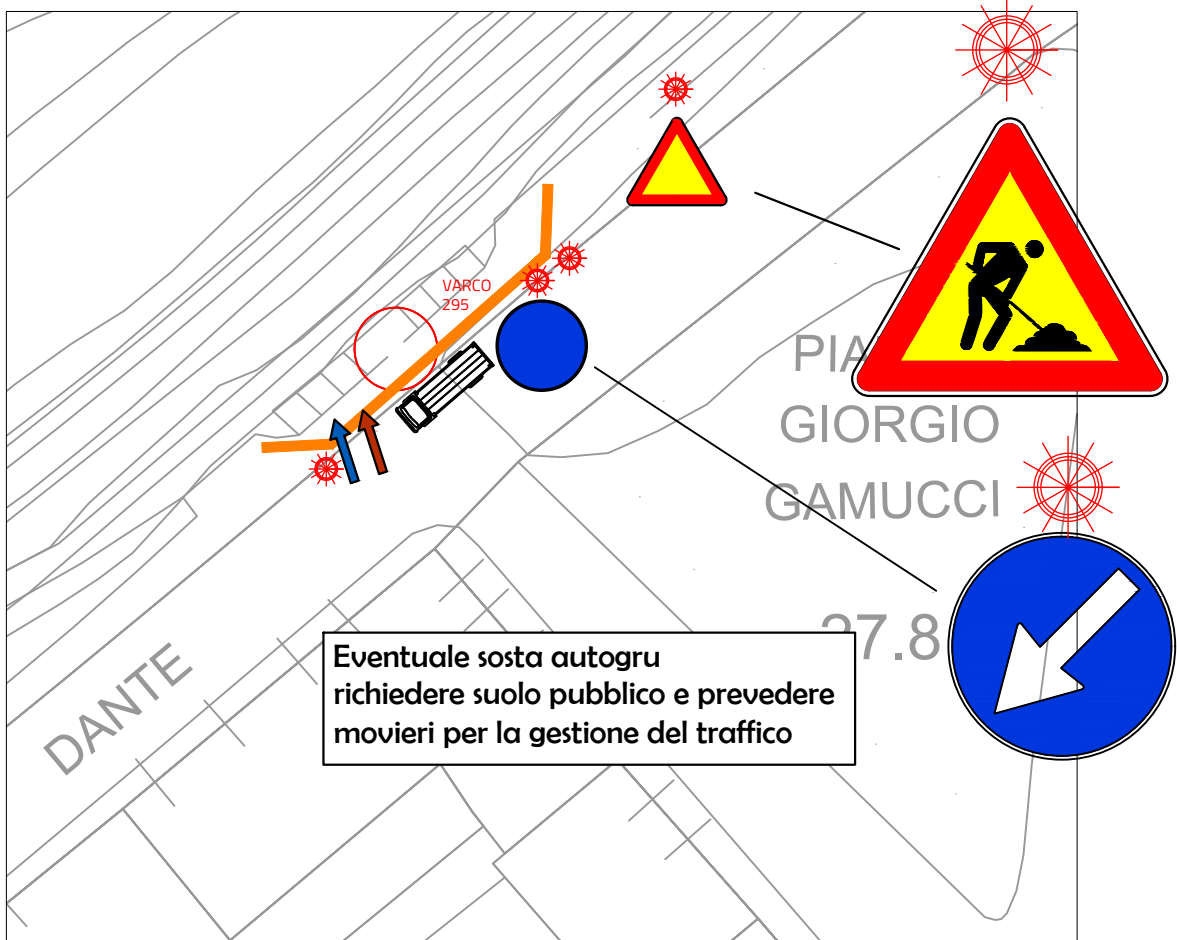 VARCO
295
PIA
GIORGIO
GAMUCCI
27.8
DANTE
Eventuale sosta autogru
richiedere suolo pubblico e prevedere
movieri per la gestione del traffico